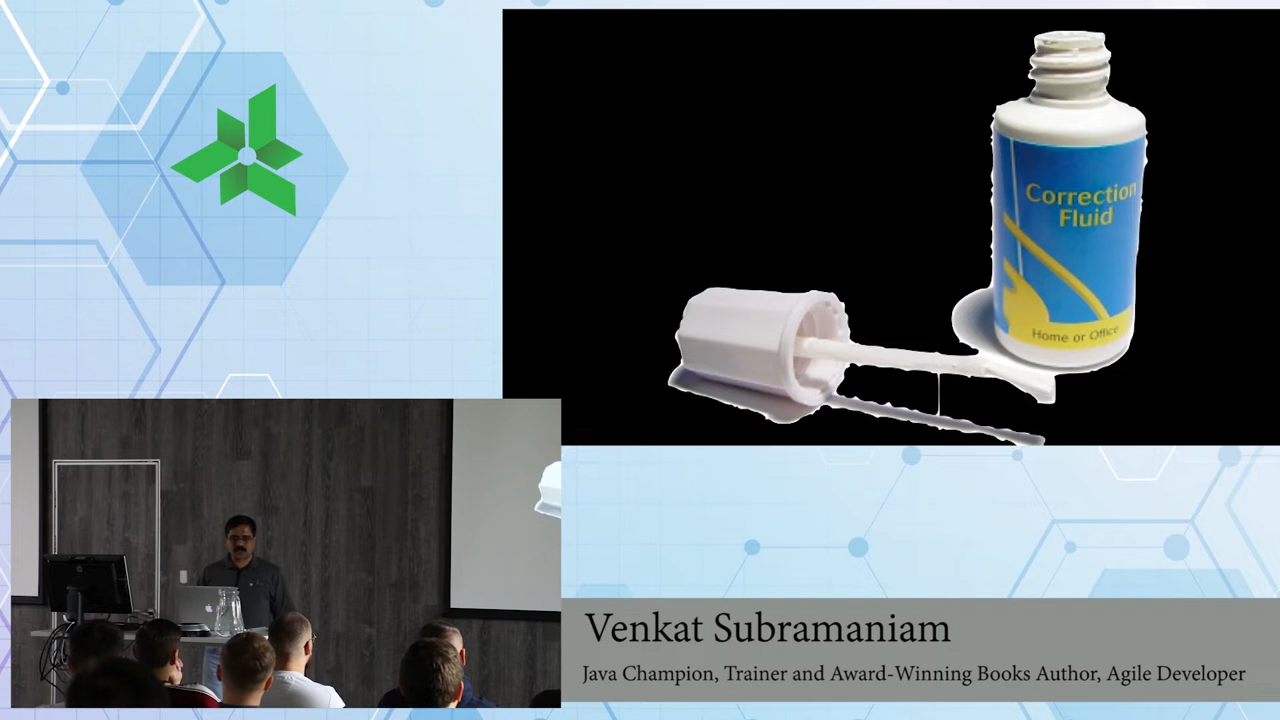 Correction
Fluid
Home or Office
Venkat Subramaniam
Java Champion, Trainer and Award-Winning Books Author, Agile Developer